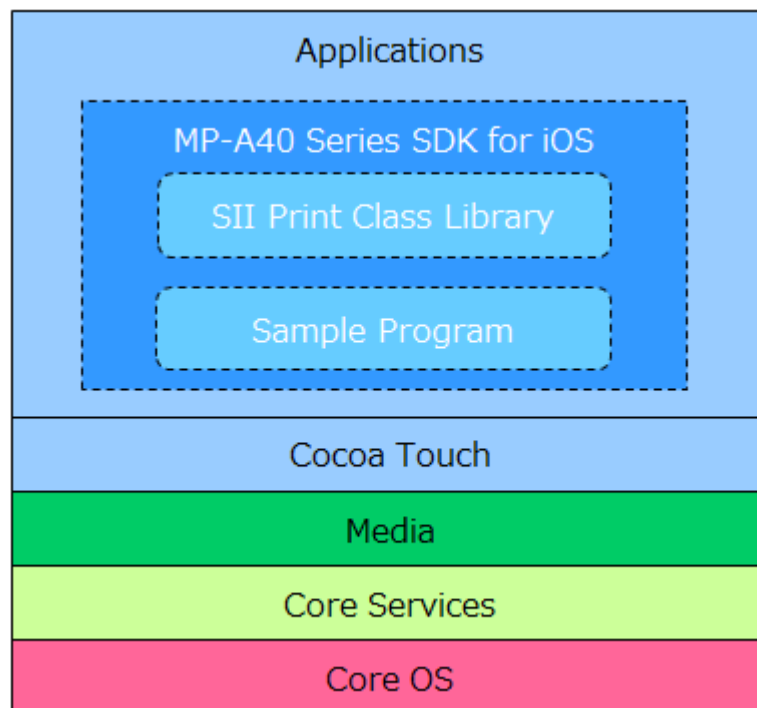 Applications
MP-A40 Series SDK for iOS
SII Print Class Library
Sample Program
Cocoa Touch
Media
Core Services
Core OS